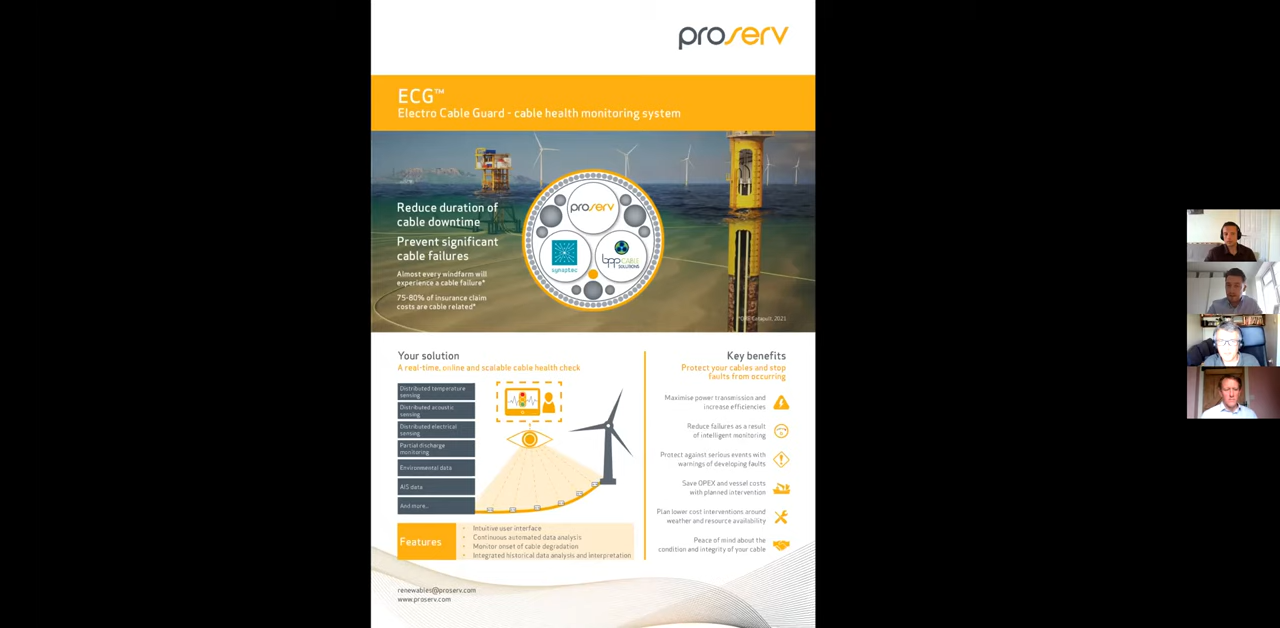 proserv
ECG™
Electro Cable Guard - cable health monitoring system
Reduce duration of
cable downtime
Prevent significant
cable failures
Almost every windfarm will
experience a cable failure*
75-80% of insurance claim
costs are cable related*
proserv
synaptec
bpp CABLE
SOLUTIONS
Catapult, 2021
Your solution
A real-time, online and scalable cable health check
Distributed temperature
sensing
Distributed acoustic
sensing
Distributed electrical
sensing
Partial discharge
monitoring
Environmental data
AIS data
And more..
Features
• Intuitive user interface
• Continuous automated data analysis
• Monitor onset of cable degradation
• Integrated historical data analysis and interpretation
Key benefits
Protect your cables and stop
faults from occurring
Maximise power transmission and
increase efficiencies
Reduce failures as a result
of intelligent monitoring
Protect against serious events with
warnings of developing faults
Save OPEX and vessel costs
with planned intervention
Plan lower cost interventions around
weather and resource availability
Peace of mind about the
condition and integrity of your cable
renewables@proserv.com
www.proserv.com